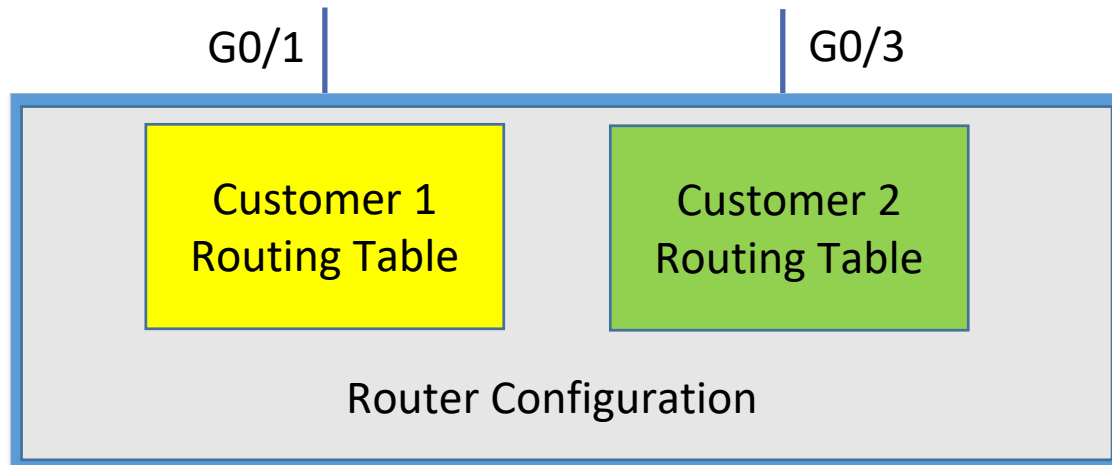 G0/1
G0/3
Customer 1
Routing Table
Customer 2
Routing Table
Router Configuration